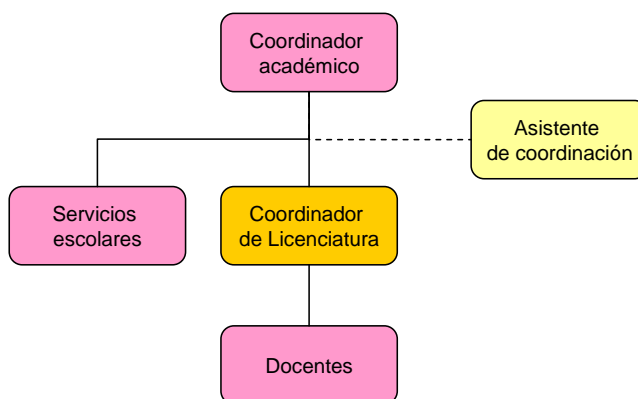 Coordinador
académico
Asistente
de coordinación
Servicios
escolares
Coordinador
de Licenciatura
Docentes